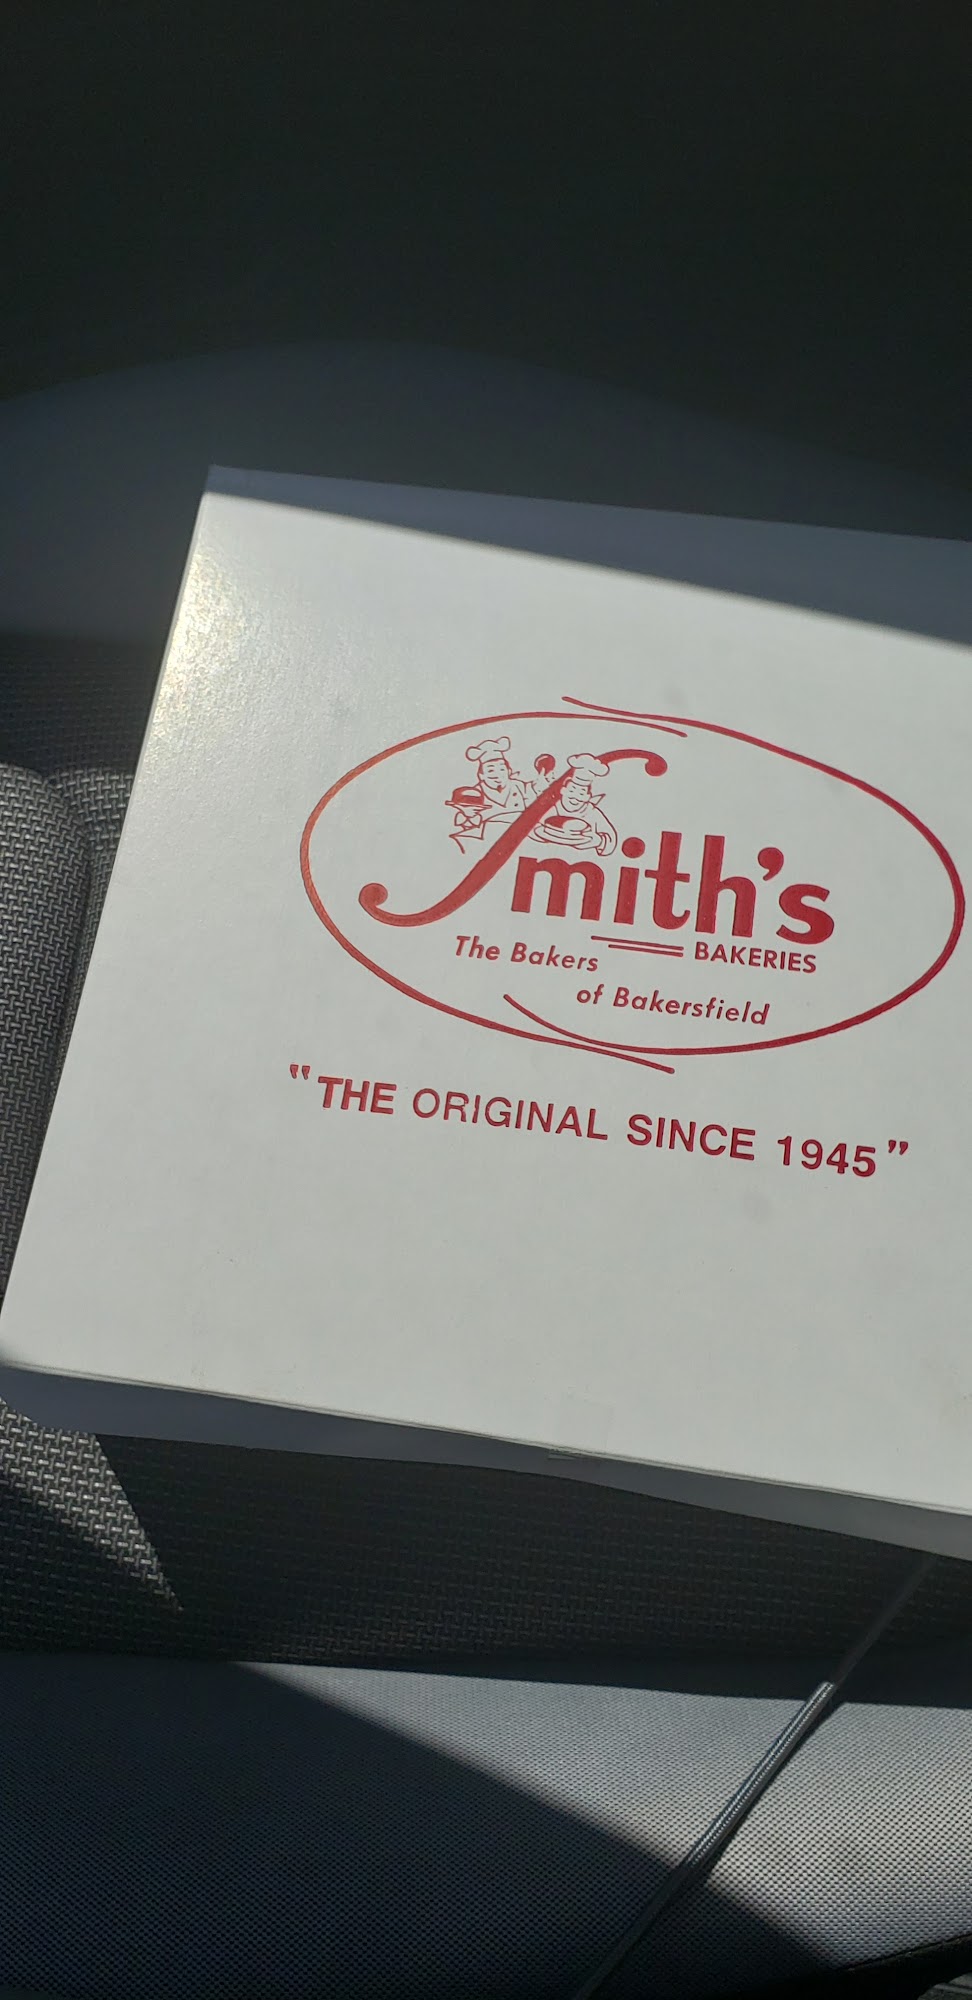 Smith's
BAKERIES
The Bakers
of Bakersfield
"THE ORIGINAL SINCE 1945"